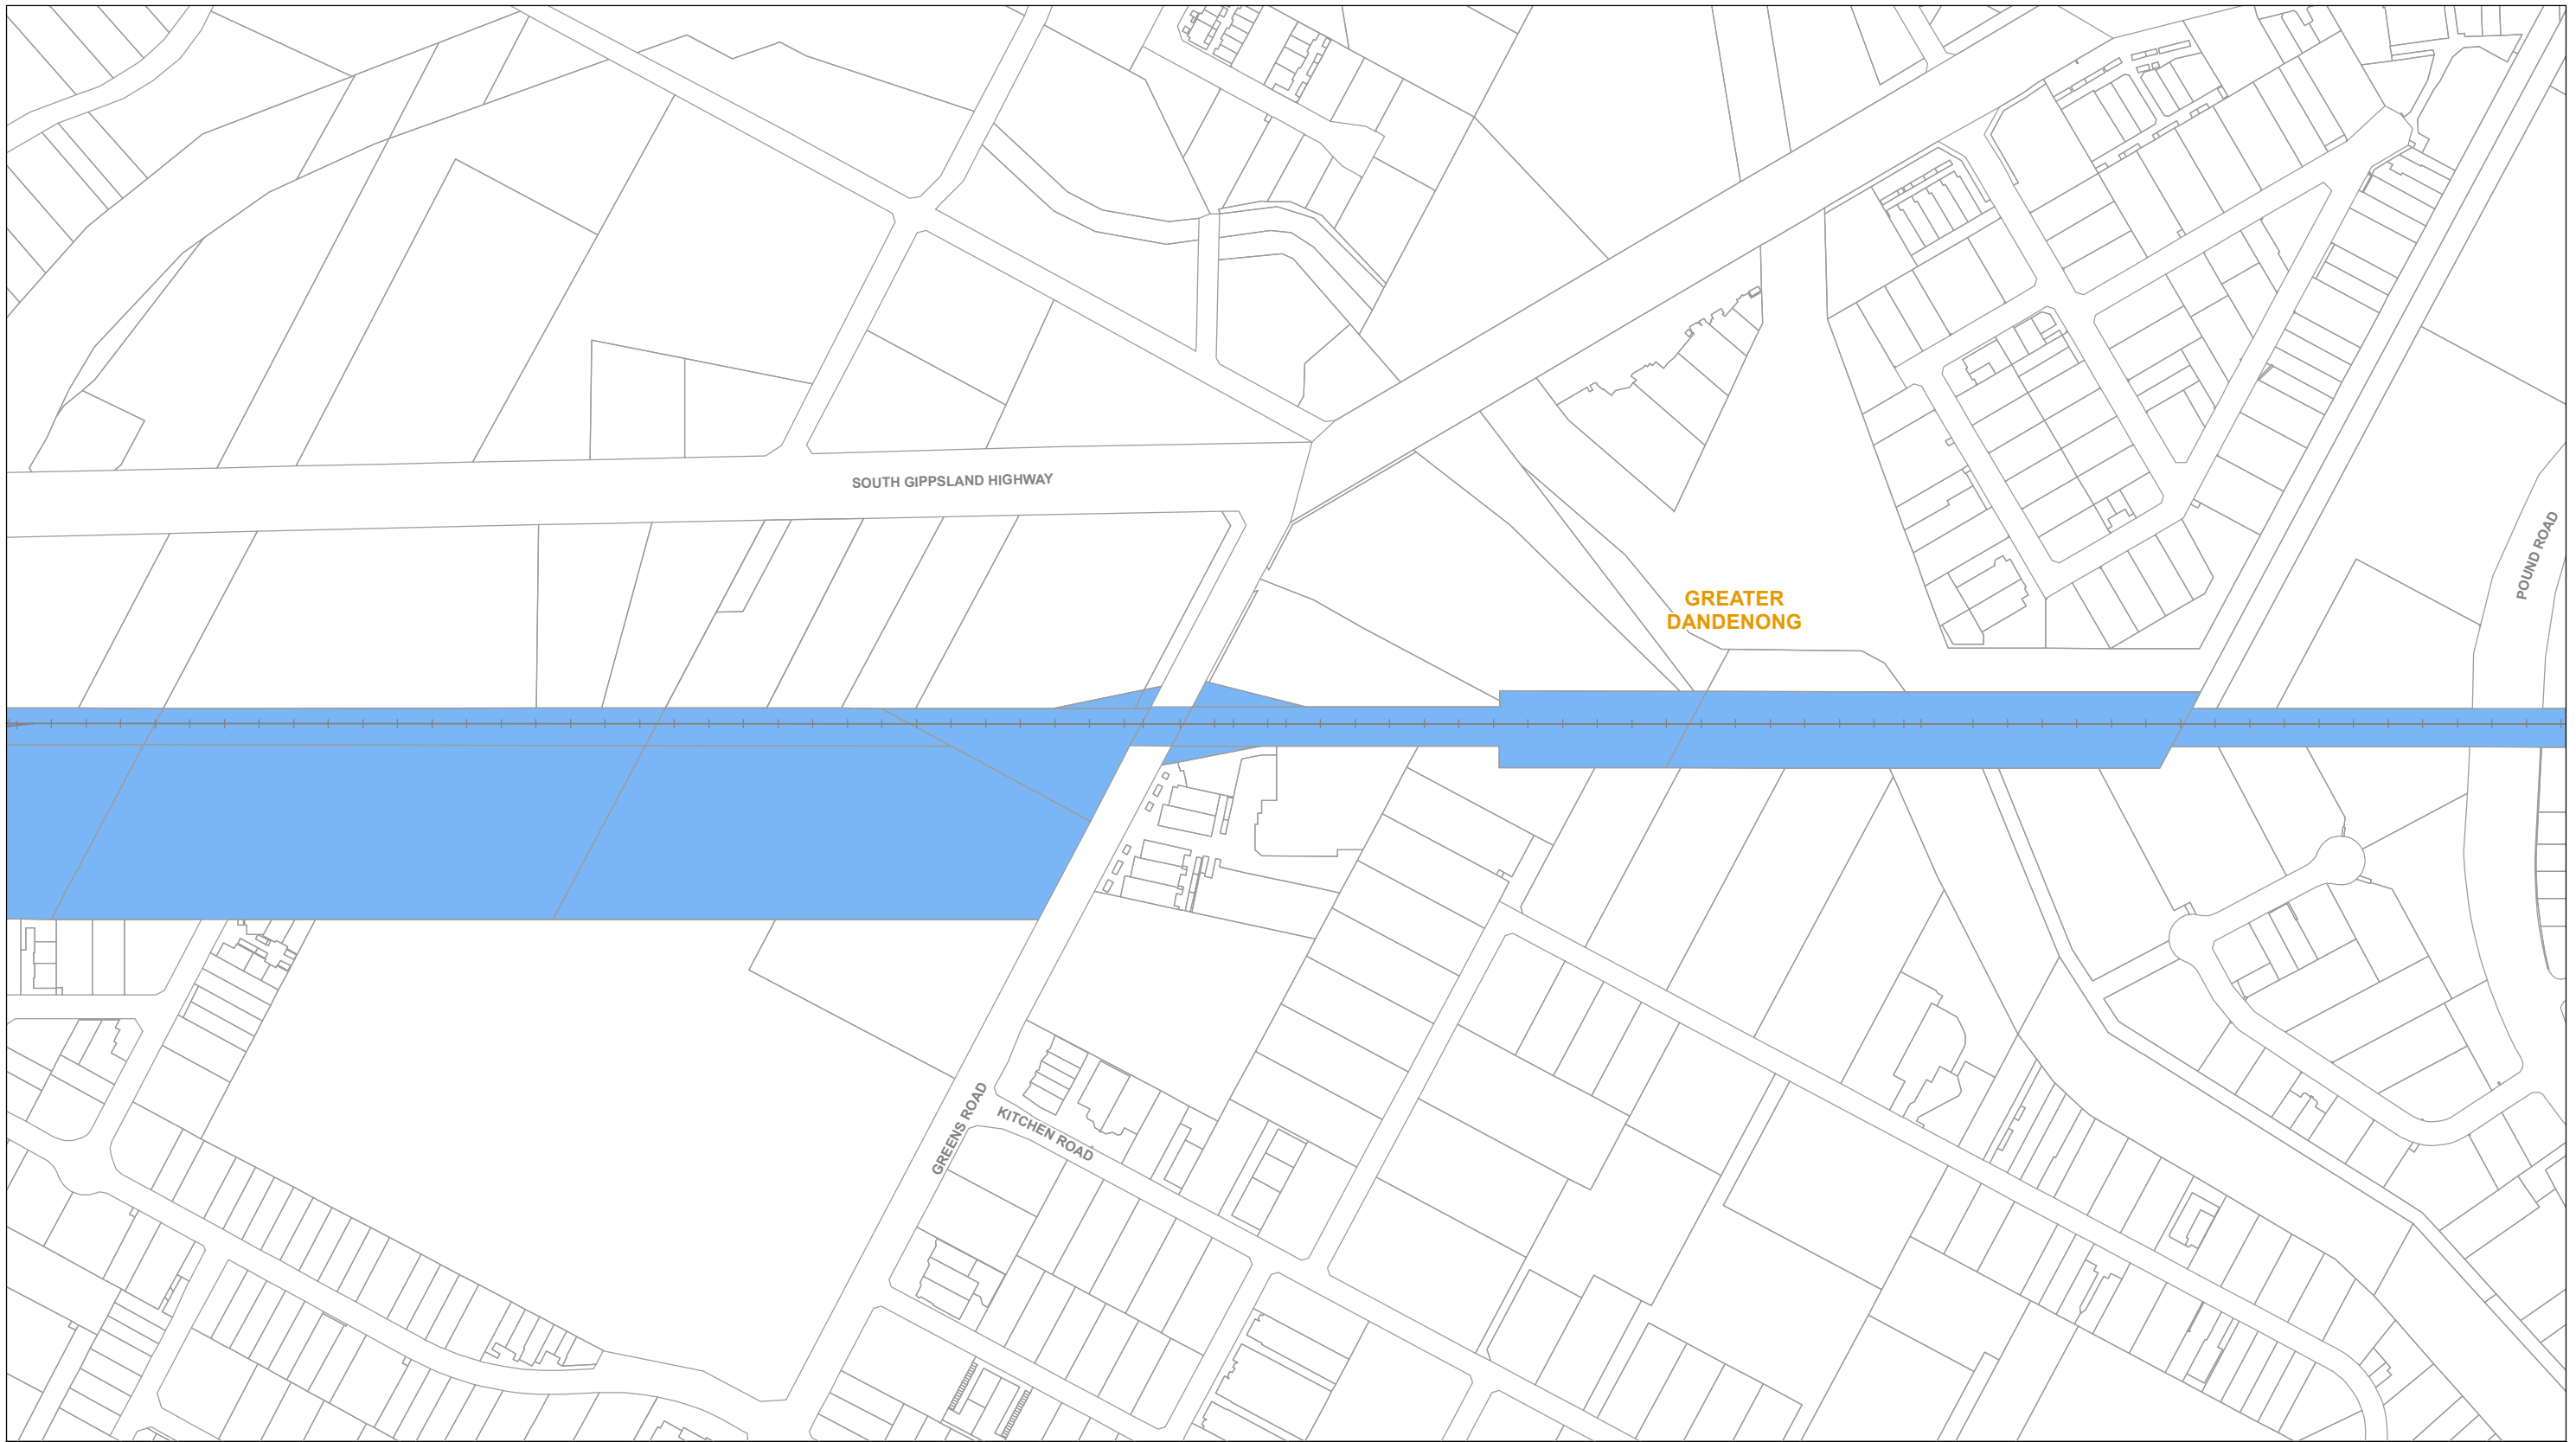 SOUTH GIPPSLAND HIGHWAY
POUND ROAD
GREATER
DANDENONG
GREENS ROAD
KITCHEN ROAD